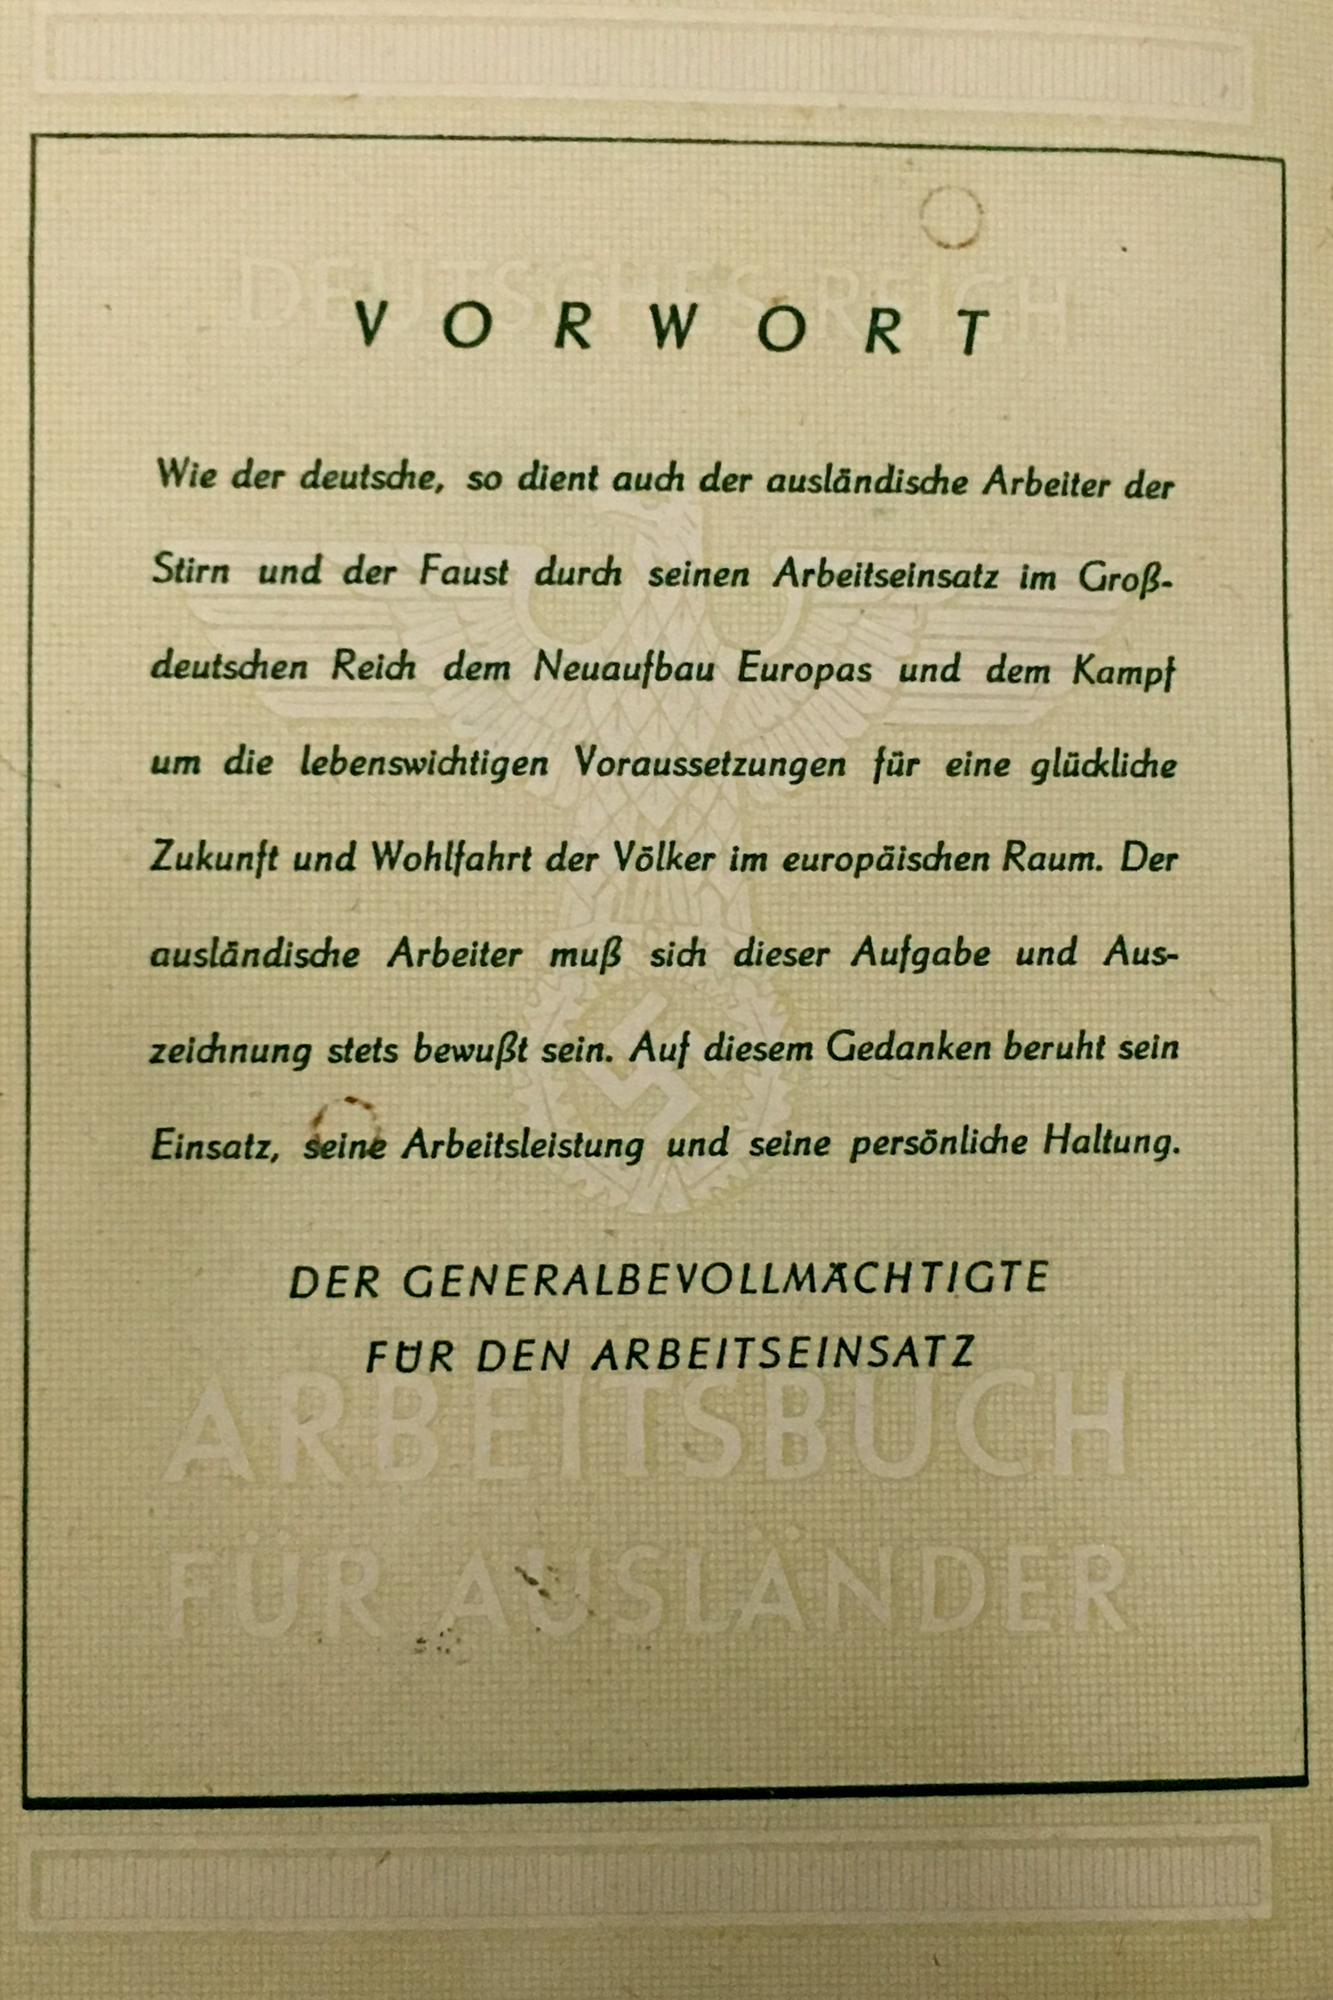 DEUTSCHES REICH
VORWORT
Wie der deutsche, so dient auch der ausländische Arbeiter der
Stirn und der Faust durch seinen Arbeitseinsatz im Groß-
deutschen Reich dem Neuaufbau Europas und dem Kampf
um die lebenswichtigen Voraussetzungen für eine glückliche
Zukunft und Wohlfahrt der Völker im europäischen Raum. Der
ausländische Arbeiter muß sich dieser Aufgabe und Aus-
zeichnung stets bewußt sein. Auf diesem Gedanken beruht sein
Einsatz, seine Arbeitsleistung und seine persönliche Haltung.
DER GENERALBEVOLLMÄCHTIGTE
FÜR DEN ARBEITSEINSATZ
ARBEITSBUCH
FÜR AUSLÄNDER